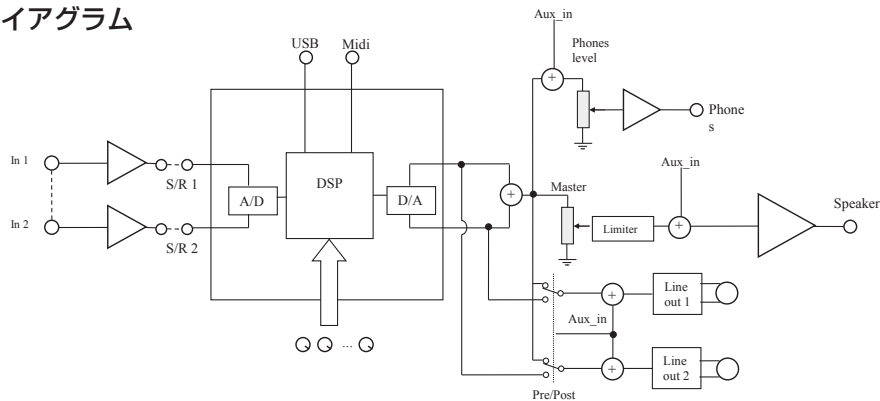 イアグラム
Aux_in
USB
Midi
Phones
level
+
Phone
s
In 1
S/R 1
A/D
DSP
D/A
+
Master
Aux_in
Speaker
In 2
S/R 2
Limiter
+
Line
out 1
+
Aux_in
...
Line
out 2
+
Pre/Post